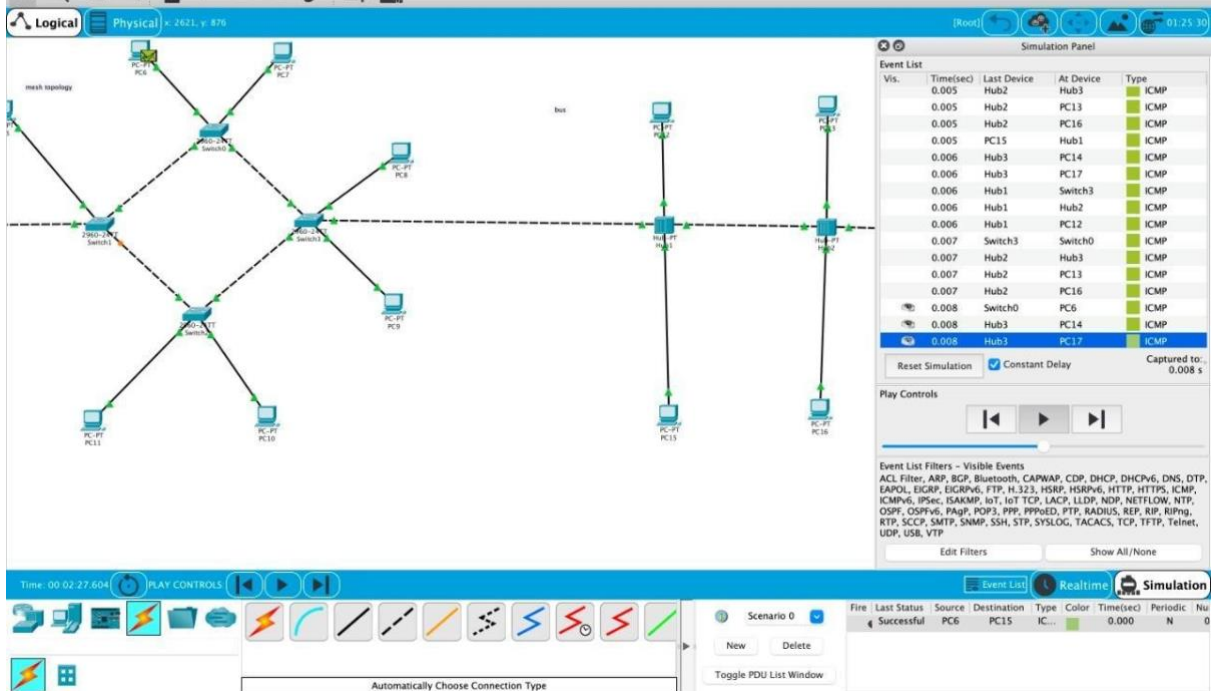 Logical
Physical
x: 2621, y: 876
[Root]
01:25:30
mesh topology
bus
PC-PT
PC6
PC-PT
PC7
2960-24TT
Switch0
PC-PT
PC8
2960-24TT
Switch1
2960-24TT
Switch3
PC-PT
PC9
Switch2
PC-PT
PC11
PC-PT
PC10
Hub-PT
Hub1
Hub-PT
Hub2
PC-PT
PC15
PC-PT
PC16
Simulation Panel
Event List
Vis. Time(sec) Last Device At Device Type
0.005 Hub2 Hub3 ICMP
0.005 Hub2 PC13 ICMP
0.005 Hub2 PC16 ICMP
0.005 PC15 Hub1 ICMP
0.006 Hub3 PC14 ICMP
0.006 Hub3 PC17 ICMP
0.006 Hub1 Switch3 ICMP
0.006 Hub1 Hub2 ICMP
0.006 Hub1 PC12 ICMP
0.007 Switch3 Switch0 ICMP
0.007 Hub2 Hub3 ICMP
0.007 Hub2 PC13 ICMP
0.007 Hub2 PC16 ICMP
0.008 Switch0 PC6 ICMP
0.008 Hub3 PC14 ICMP
0.008 Hub3 PC17 ICMP
Reset Simulation
Constant Delay
Captured to:
0.008 s
Play Controls
Event List Filters - Visible Events
ACL Filter, ARP, BGP, Bluetooth, CAPWAP, CDP, DHCP, DHCPv6, DNS, DTP,
EAPOL, EIGRP, EIGRPv6, FTP, H.323, HSRP, HSRPv6, HTTP, HTTPS, ICMP,
ICMPv6, IPSec, ISAKMP, IoT, IoT TCP, LACP, LLDP, NDP, NETFLOW, NTP,
OSPF, OSPFv6, PAgP, POP3, PPP, PPPoED, PTP, RADIUS, REP, RIP, RIPng,
RTP, SCCP, SMTP, SNMP, SSH, STP, SYSLOG, TACACS, TCP, TFTP, Telnet,
UDP, USB, VTP
Edit Filters
Show All/None
Time: 00:02:27.604
PLAY CONTROLS
Event List
Realtime
Simulation
Automatically Choose Connection Type
Scenario 0
New
Delete
Toggle PDU List Window
Fire Last Status Source Destination Type Color Time(sec) Periodic Nu
Successful PC6 PC15 IC... 0.000 N 0